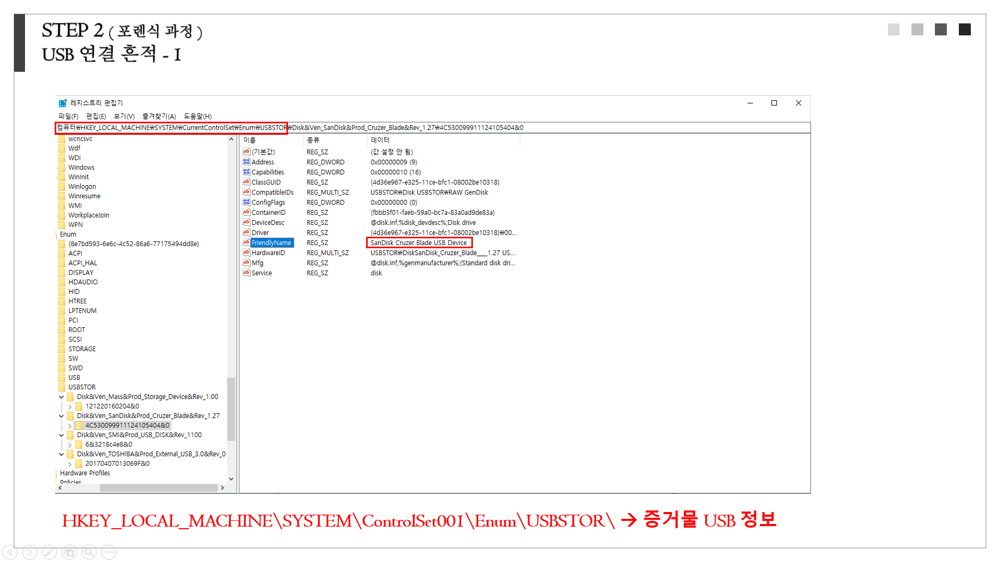 STEP 2 ( 포렌식 과정 )
USB 연결 흔적 - 1
레지스트리 편집기
파일(F) 편집(E) 보기(V) 즐겨찾기(A) 도움말(H)
컴퓨터₩HKEY_LOCAL_MACHINE₩SYSTEM₩CurrentControlSet₩Enum₩USBSTOR₩Disk&Ven_SanDisk&Prod_Cruzer_Blade&Rev_1.27₩4C530099911124105404&0
wcncsvc
Wdf
WDI
Windows
WinInit
Winlogon
Winresume
WMI
WorkplaceJoin
WPN
Enum
{8e7bd593-6e6c-4c52-86a6-77175494dd8e}
ACPI
ACPI_HAL
DISPLAY
HDAUDIO
HID
HTREE
LPTENUM
PCI
ROOT
SCSI
STORAGE
SW
SWD
USB
USBSTOR
Disk&Ven_Mass&Prod_Storage_Device&Rev_1.00
121220160204&0
Disk&Ven_SanDisk&Prod_Cruzer_Blade&Rev_1.27
4C530099911124105404&0
Disk&Ven_SMI&Prod_USB_DISK&Rev_1100
6&3218c4e8&0
Disk&Ven_TOSHIBA&Prod_External_USB_3.0&Rev_0
20170407013069F&0
Hardware Profiles
Policies
이름 종류 데이터
(기본값) REG_SZ (값 설정 안 됨)
Address REG_DWORD 0x00000009 (9)
Capabilities REG_DWORD 0x00000010 (16)
ClassGUID REG_SZ {4d36e967-e325-11ce-bfc1-08002be10318}
CompatibleIDs REG_MULTI_SZ USBSTOR₩Disk USBSTOR₩RAW GenDisk
ConfigFlags REG_DWORD 0x00000000 (0)
ContainerID REG_SZ {fbbb3f01-faeb-59a0-bc7a-83a0ad9de83a}
DeviceDesc REG_SZ @disk.inf,%disk_devdesc%;Disk drive
Driver REG_SZ {4d36e967-e325-11ce-bfc1-08002be10318}₩00...
FriendlyName REG_SZ SanDisk Cruzer Blade USB Device
HardwareID REG_MULTI_SZ USBSTOR₩DiskSanDisk_Cruzer_Blade____1.27 US...
Mfg REG_SZ @disk.inf,%genmanufacturer%;(Standard disk dri...
Service REG_SZ disk
HKEY_LOCAL_MACHINE\SYSTEM\ControlSet001\Enum\USBSTOR\ → 증거물 USB 정보